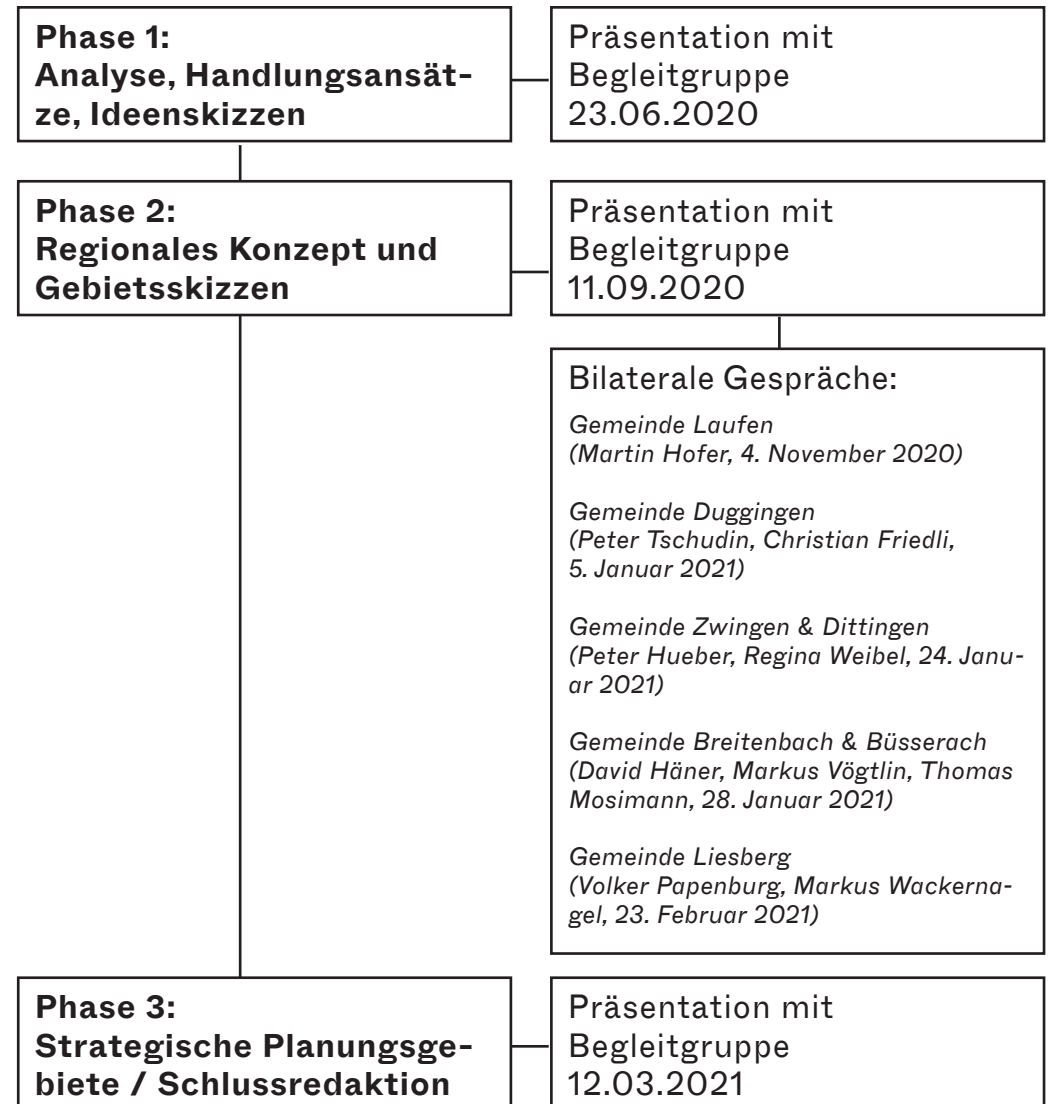 Phase 1:
Analyse, Handlungsansät-
ze, Ideenskizzen
Präsentation mit
Begleitgruppe
23.06.2020
Phase 2:
Regionales Konzept und
Gebietsskizzen
Präsentation mit
Begleitgruppe
11.09.2020
Bilaterale Gespräche:
Gemeinde Laufen
(Martin Hofer, 4. November 2020)
Gemeinde Duggingen
(Peter Tschudin, Christian Friedli,
5. Januar 2021)
Gemeinde Zwingen & Dittingen
(Peter Hueber, Regina Weibel, 24. Janu-
ar 2021)
Gemeinde Breitenbach & Büsserach
(David Häner, Markus Vögtlin, Thomas
Mosimann, 28. Januar 2021)
Gemeinde Liesberg
(Volker Papenburg, Markus Wackerna-
gel, 23. Februar 2021)
Phase 3:
Strategische Planungsge-
biete / Schlussredaktion
Präsentation mit
Begleitgruppe
12.03.2021